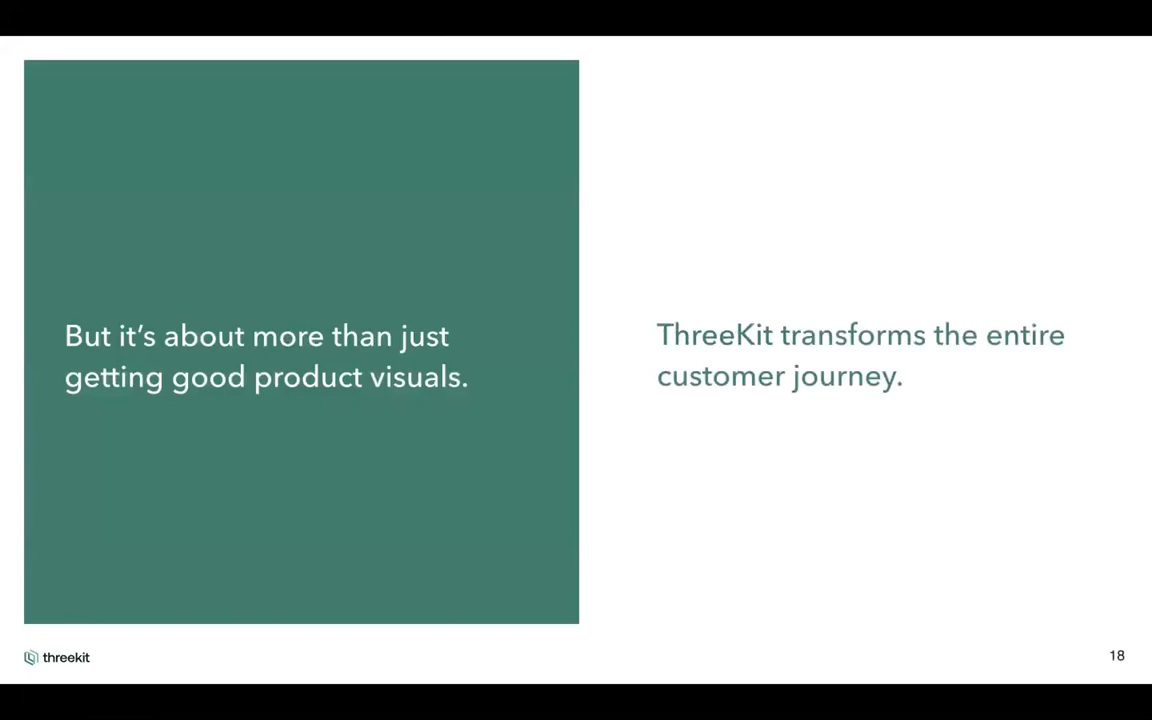 But it’s about more than just
getting good product visuals.
ThreeKit transforms the entire
customer journey.
threekit
18